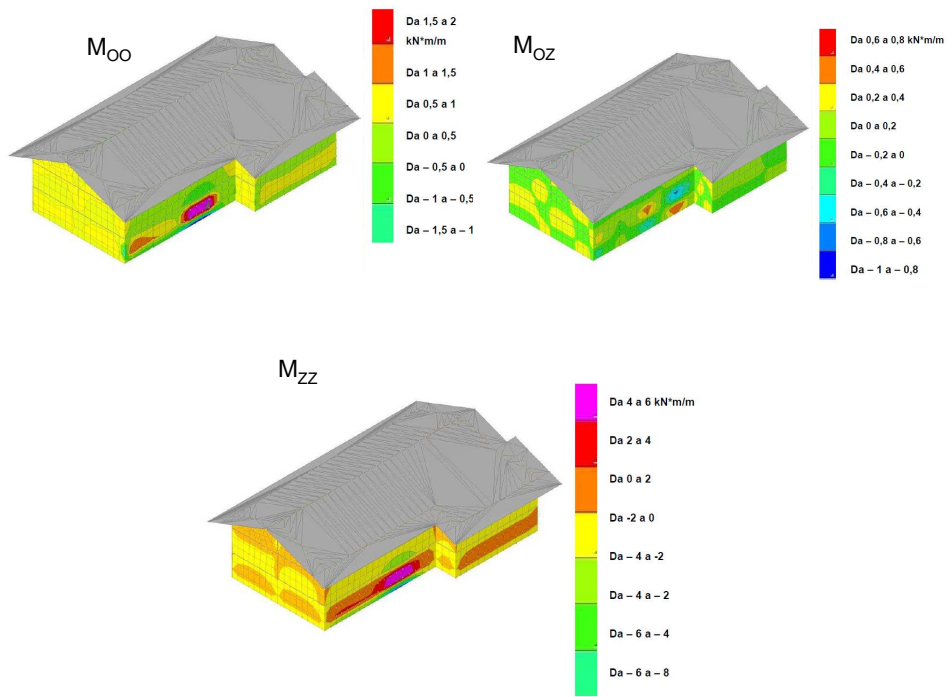 M_OO
Da 1,5 a 2
kN*m/m
Da 1 a 1,5
Da 0,5 a 1
Da 0 a 0,5
Da – 0,5 a 0
Da – 1 a – 0,5
Da – 1,5 a – 1
M_OZ
Da 0,6 a 0,8 kN*m/m
Da 0,4 a 0,6
Da 0,2 a 0,4
Da 0 a 0,2
Da – 0,2 a 0
Da – 0,4 a – 0,2
Da – 0,6 a – 0,4
Da – 0,8 a – 0,6
Da – 1 a – 0,8
M_ZZ
Da 4 a 6 kN*m/m
Da 2 a 4
Da 0 a 2
Da -2 a 0
Da – 4 a -2
Da – 4 a – 2
Da – 6 a – 4
Da – 6 a – 8